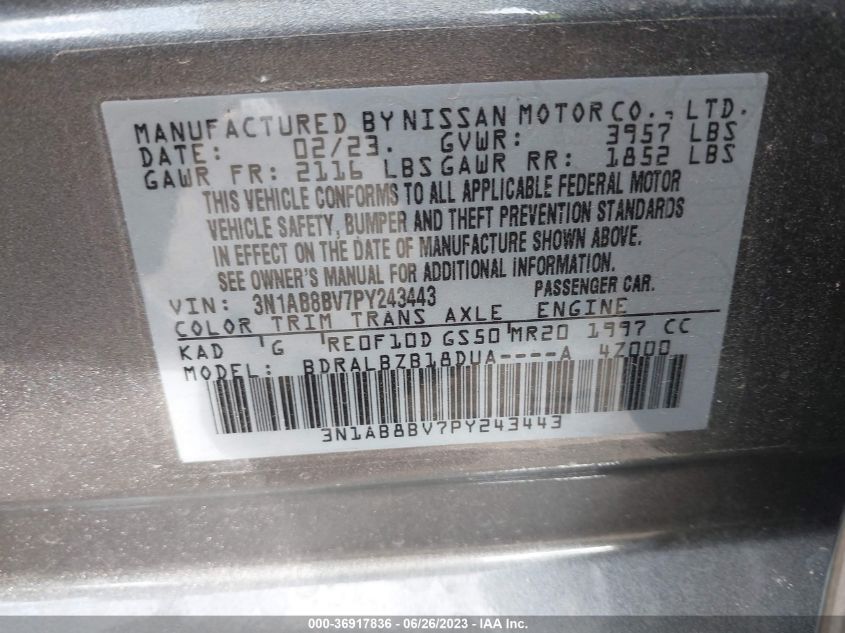 MANUFACTURED BY NISSAN MOTOR CO., LTD.
DATE: 02/23. GVWR: 3957 LBS
GAWR FR: 2116 LBS GAWR RR: 1852 LBS
THIS VEHICLE CONFORMS TO ALL APPLICABLE FEDERAL MOTOR
VEHICLE SAFETY, BUMPER AND THEFT PREVENTION STANDARDS
IN EFFECT ON THE DATE OF MANUFACTURE SHOWN ABOVE.
SEE OWNER'S MANUAL FOR ADDITIONAL INFORMATION.
VIN: 3N1AB8BV7PY243443 PASSENGER CAR.
COLOR TRIM TRANS AXLE ENGINE
KAD G RE0F10D GS50 MR20 1997 CC
MODEL: BDRALBZB18DUA----A 4Z000
3N1AB8BV7PY243443
000-36917836 - 06/26/2023 - IAA Inc.